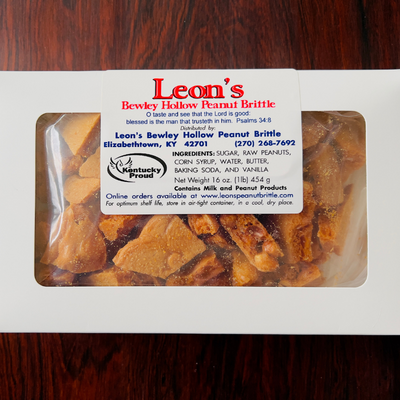 Leon's
Bewley Hollow Peanut Brittle
O taste and see that the Lord is good:
blessed is the man that trusteth in him. Psalms 34:8
Distributed by:
Leon's Bewley Hollow Peanut Brittle
Elizabethtown, KY 42701 (270) 268-7692
INGREDIENTS: SUGAR, RAW PEANUTS,
CORN SYRUP, WATER, BUTTER,
BAKING SODA, AND VANILLA
Net Weight 16 oz. (1lb) 454 g
Contains Milk and Peanut Products
Kentucky
Proud
Online orders available at www.leonspeanutbrittle.com
For optimum shelf life, store in air-tight container, in a cool, dry place.